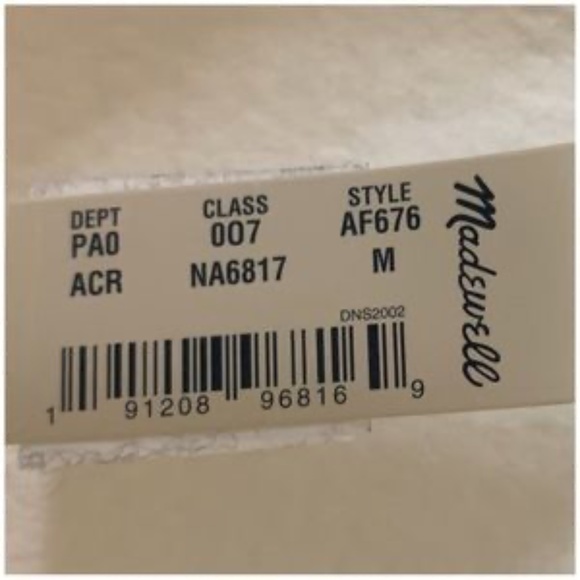 DEPT CLASS STYLE
PA0 007 AF676
ACR NA6817 M
DNS2002
1 91208 96816 9
Madewell